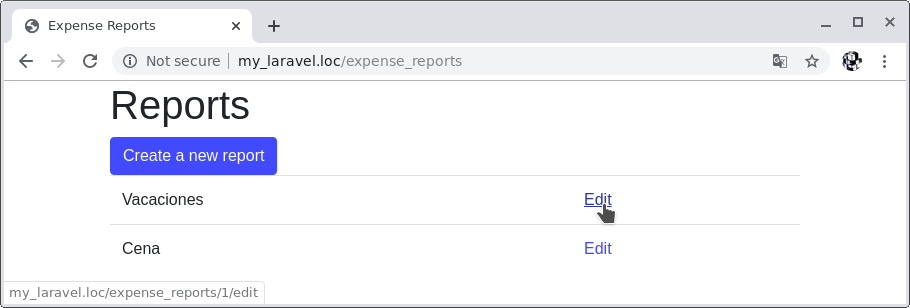 Expense Reports
Not secure my_laravel.loc/expense_reports
Reports
Create a new report
Vacaciones Edit
Cena Edit
my_laravel.loc/expense_reports/1/edit